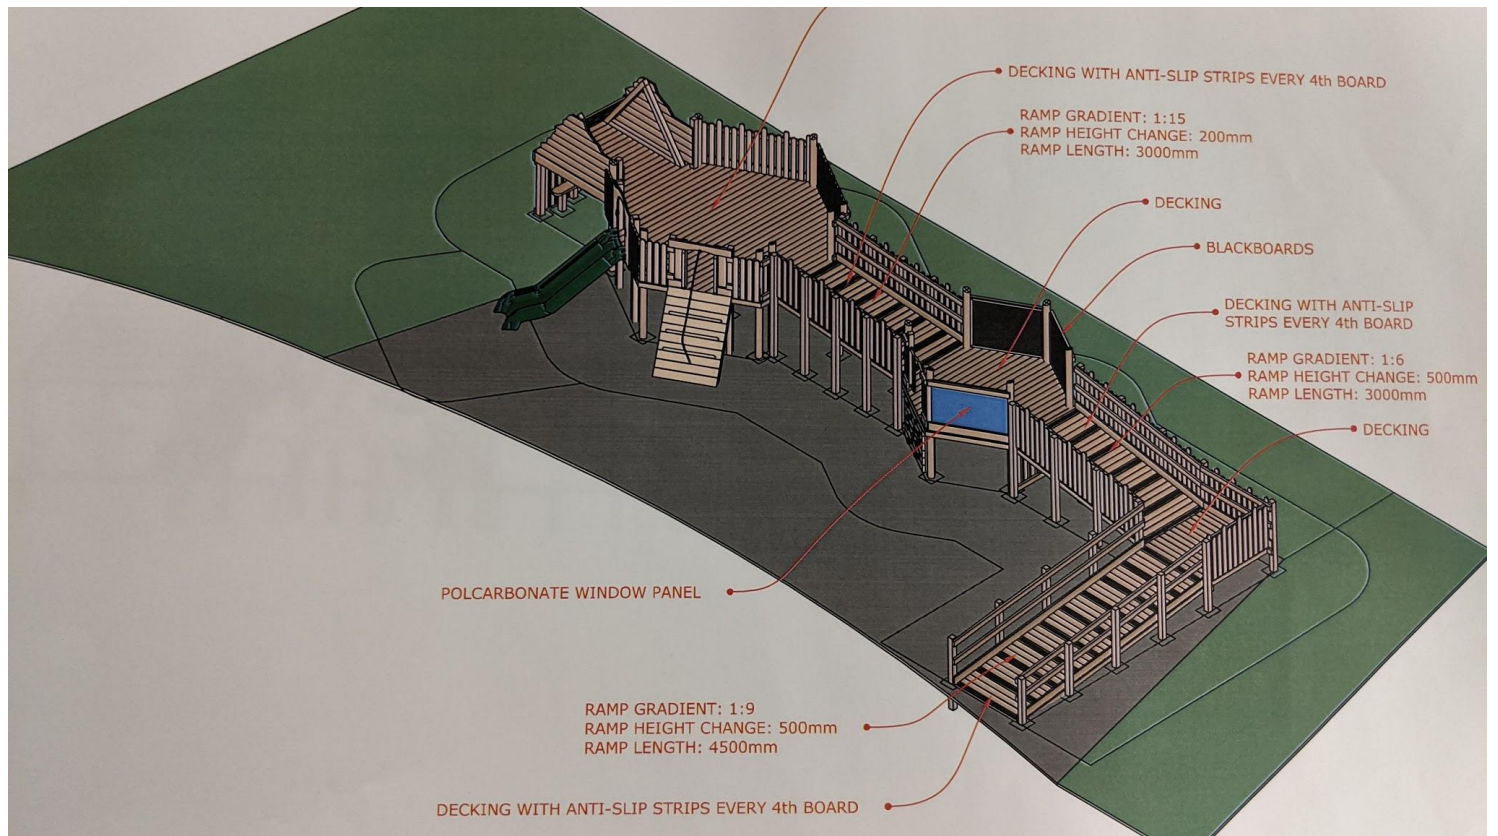 DECKING WITH ANTI-SLIP STRIPS EVERY 4th BOARD
RAMP GRADIENT: 1:15
RAMP HEIGHT CHANGE: 200mm
RAMP LENGTH: 3000mm
DECKING
BLACKBOARDS
DECKING WITH ANTI-SLIP
STRIPS EVERY 4th BOARD
RAMP GRADIENT: 1:6
RAMP HEIGHT CHANGE: 500mm
RAMP LENGTH: 3000mm
DECKING
POLCARBONATE WINDOW PANEL
RAMP GRADIENT: 1:9
RAMP HEIGHT CHANGE: 500mm
RAMP LENGTH: 4500mm
DECKING WITH ANTI-SLIP STRIPS EVERY 4th BOARD